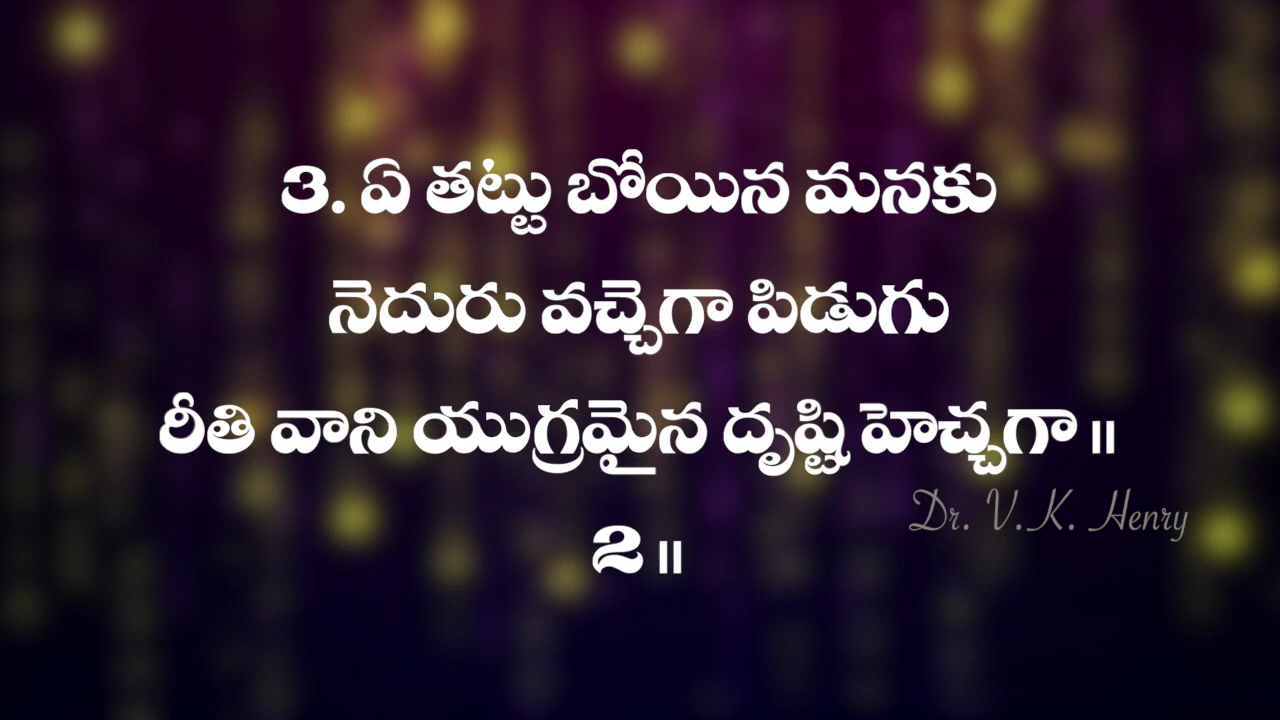 3. ఏ తట్టు బోయిన మనకు
నెదురు వచ్చెగా పిడుగు
రీతి వాని యుగ్రమైన దృష్టి హెచ్చగా ॥
2 ॥
Dr. V.K. Henry